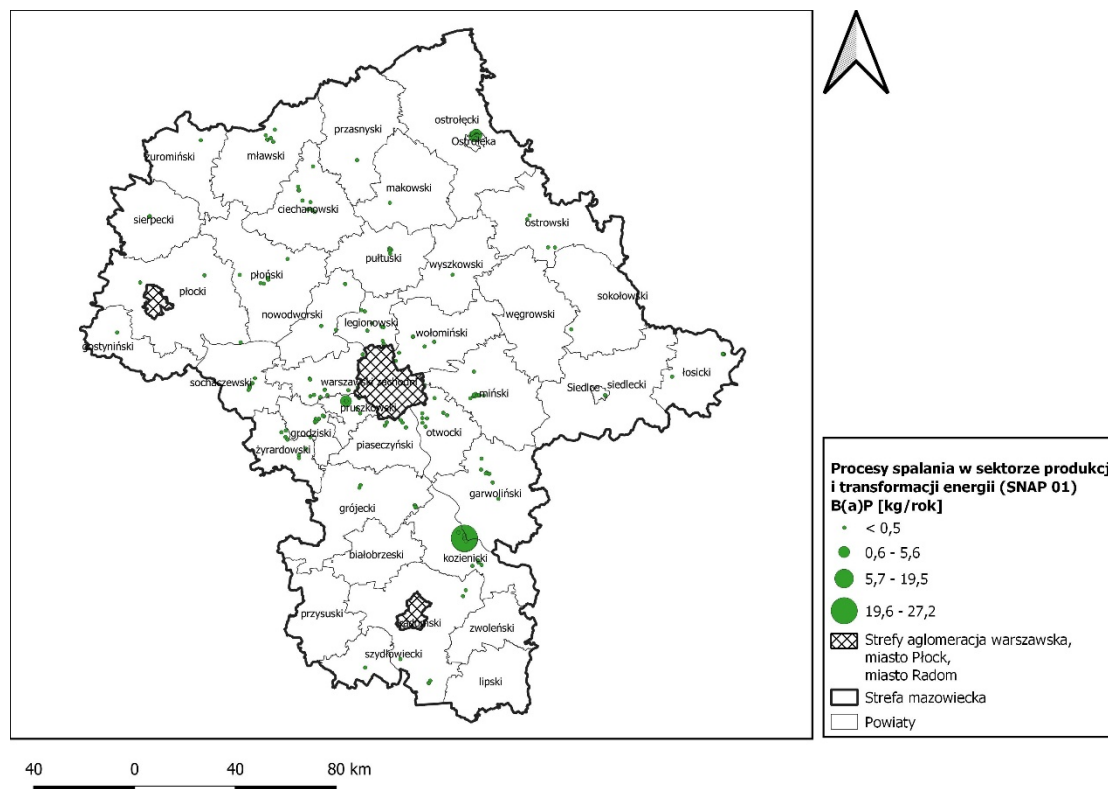 ostrołęcki
Ostrołęka
przasnyski
żuromiński
mławski
makowski
ciechanowski
sierpecki
ostrowski
pułtuski
wyszkowski
płoński
płocki
sokołowski
nowodworski
legionowski
węgrowski
wołomiński
gostyniński
łosicki
sochaczewski
warszawski zachodni
Siedlce
siedlecki
miński
pruszkowski
grodziski
otwocki
piaseczyński
żyrardowski
garwoliński
grójecki
białobrzeski
kozienicki
przysuski
radomski
zwoleński
szydłowiecki
lipski
Procesy spalania w sektorze produkcj
i transformacji energii (SNAP 01)
B(a)P [kg/rok]
< 0,5
0,6 - 5,6
5,7 - 19,5
19,6 - 27,2
Strefy aglomeracja warszawska,
miasto Płock,
miasto Radom
Strefa mazowiecka
Powiaty
40 0 40 80 km